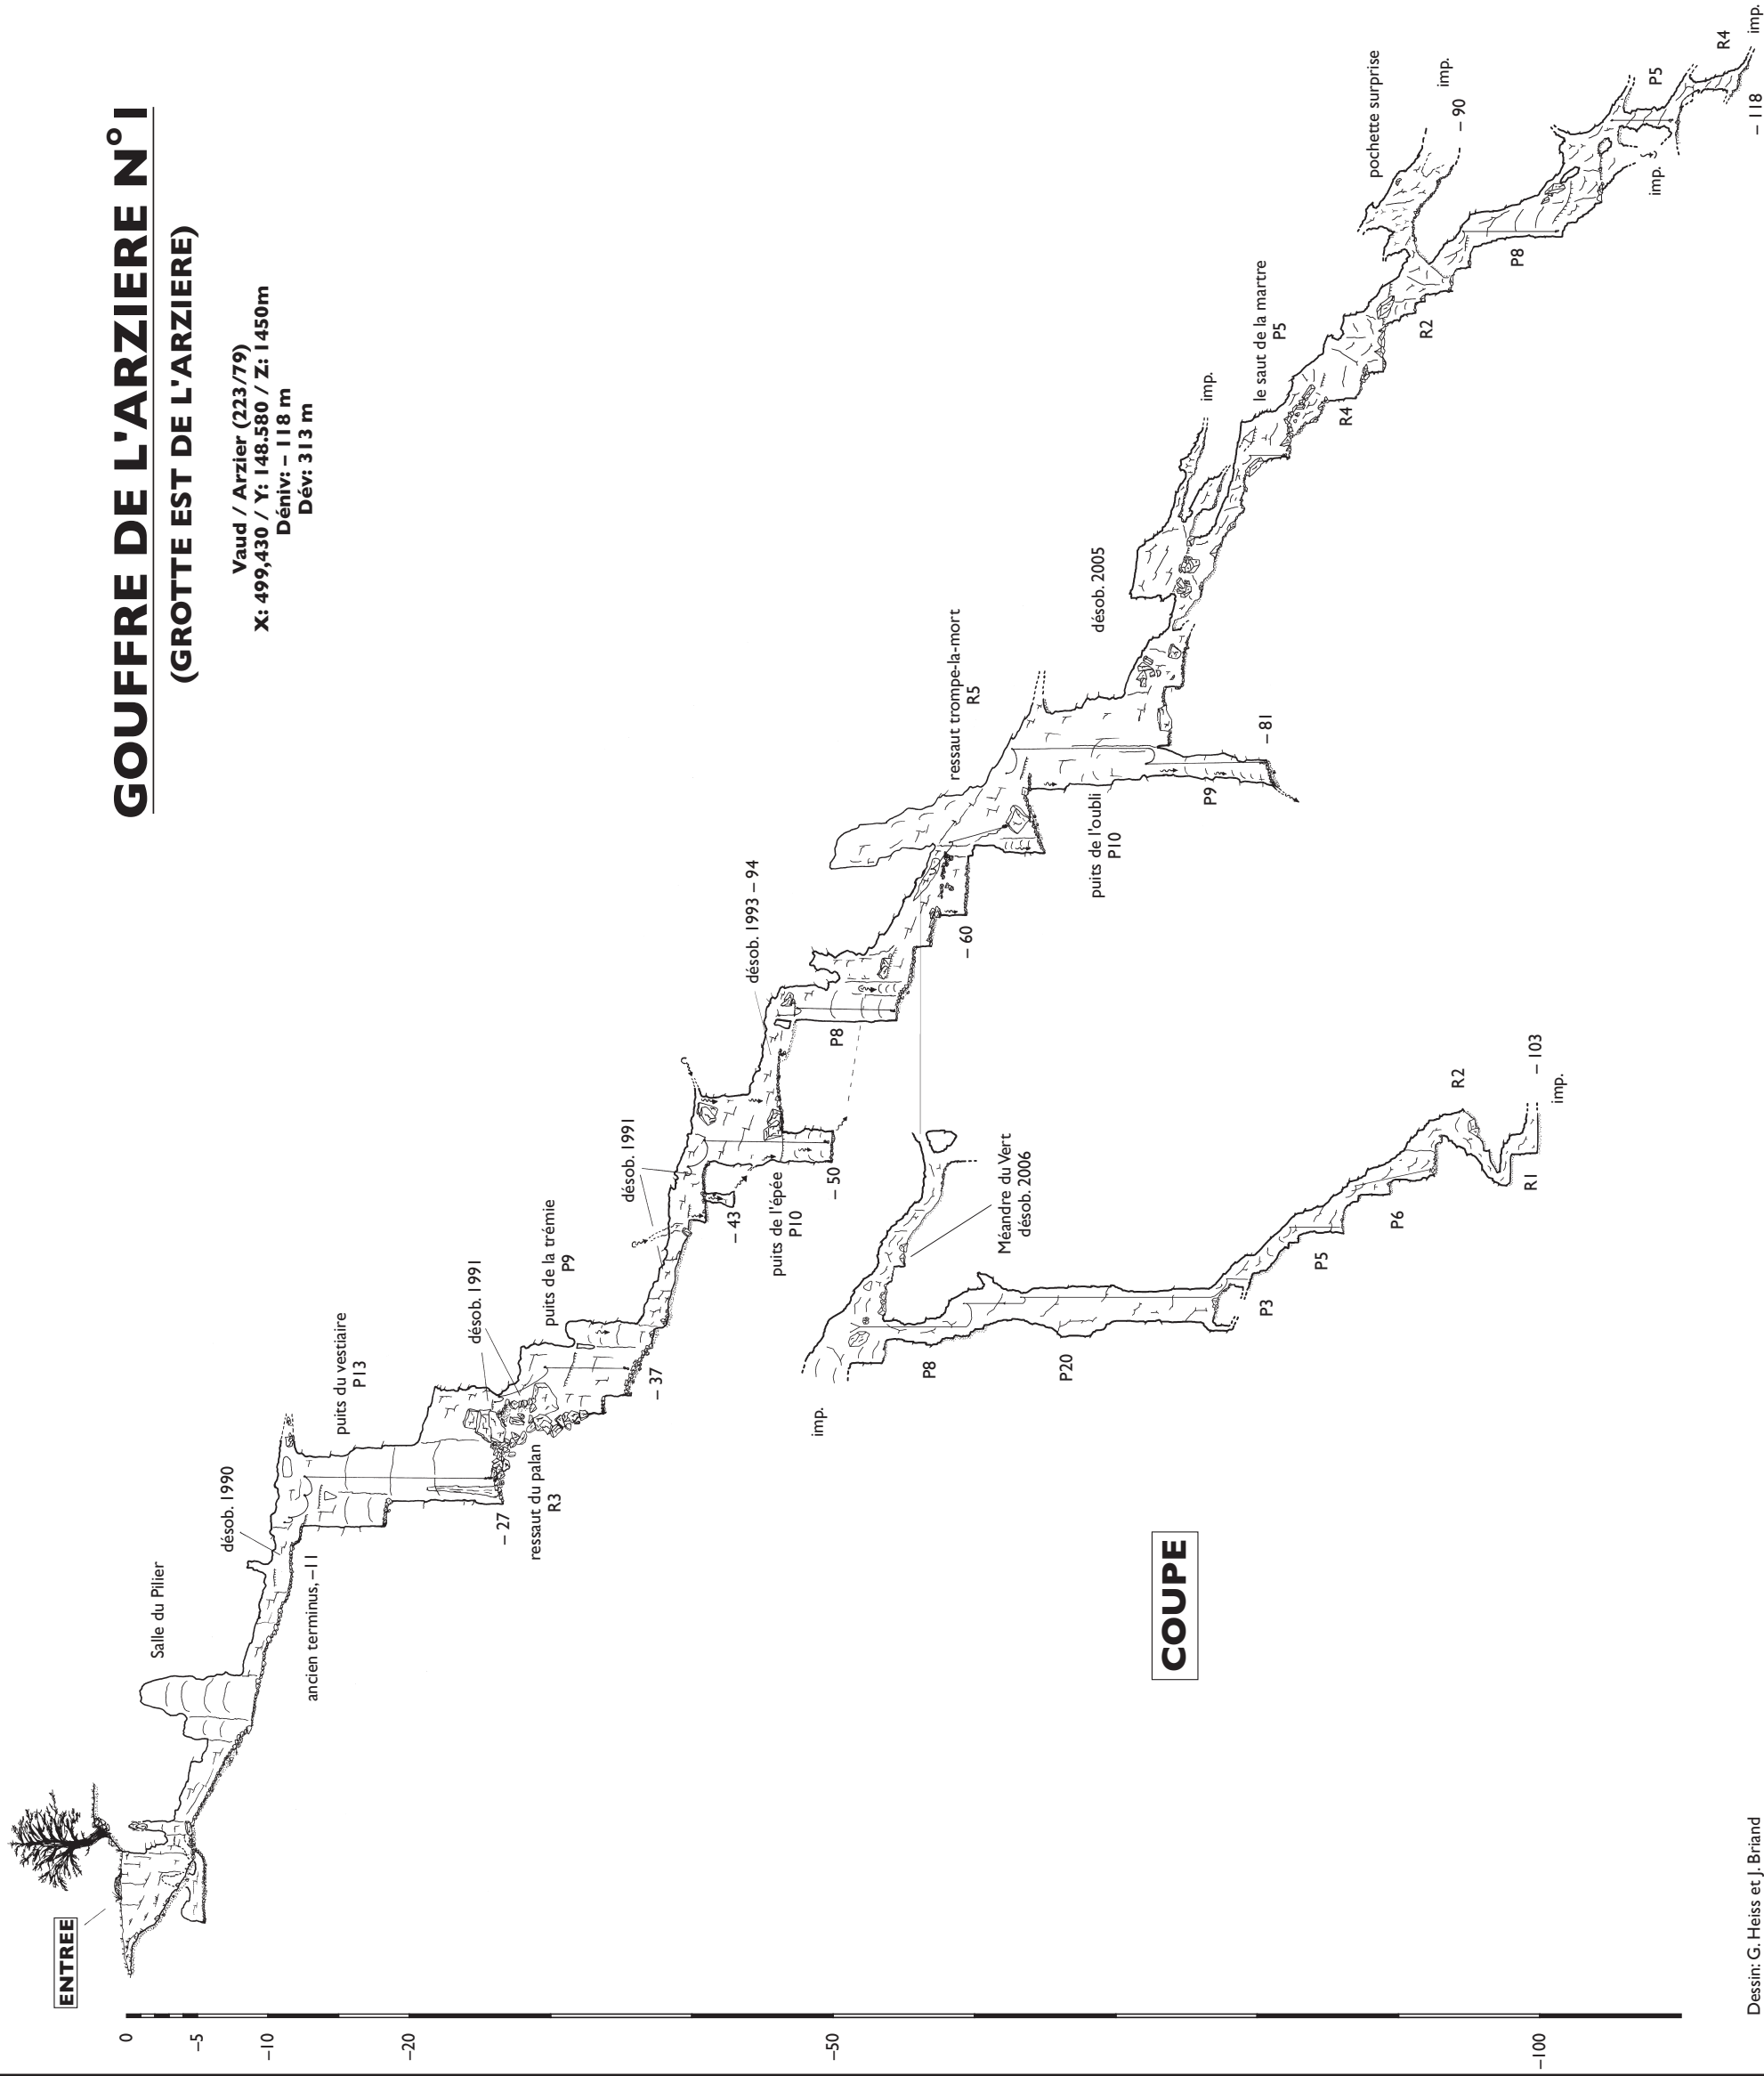 GOUFFRE DE L'ARZIERE N°1
(GROTTE EST DE L'ARZIERE)
Vaud / Arzier (223/79)
X: 499,430 / Y: 148.580 / Z: 1450m
Déniv: – 118 m
Dév: 313 m
ENTREE
Salle du Pilier
désob. 1990
ancien terminus, –11
puits du vestiaire
P13
– 27
ressaut du palan
R3
désob. 1991
puits de la trémie
P9
– 37
désob. 1991
– 43
puits de l'épée
P10
– 50
désob. 1993 – 94
P8
– 60
ressaut trompe-la-mort
R5
puits de l'oubli
P10
P9
– 81
désob. 2005
imp.
le saut de la martre
P5
R4
R2
pochette surprise
imp.
– 90
P8
imp.
P5
R4
imp.
– 118
imp.
Méandre du Vert
désob. 2006
P8
P20
P3
P5
P6
R2
R1
– 103
imp.
COUPE
0
–5
–10
–20
–50
–100
Dessin: G. Heiss et J. Briand